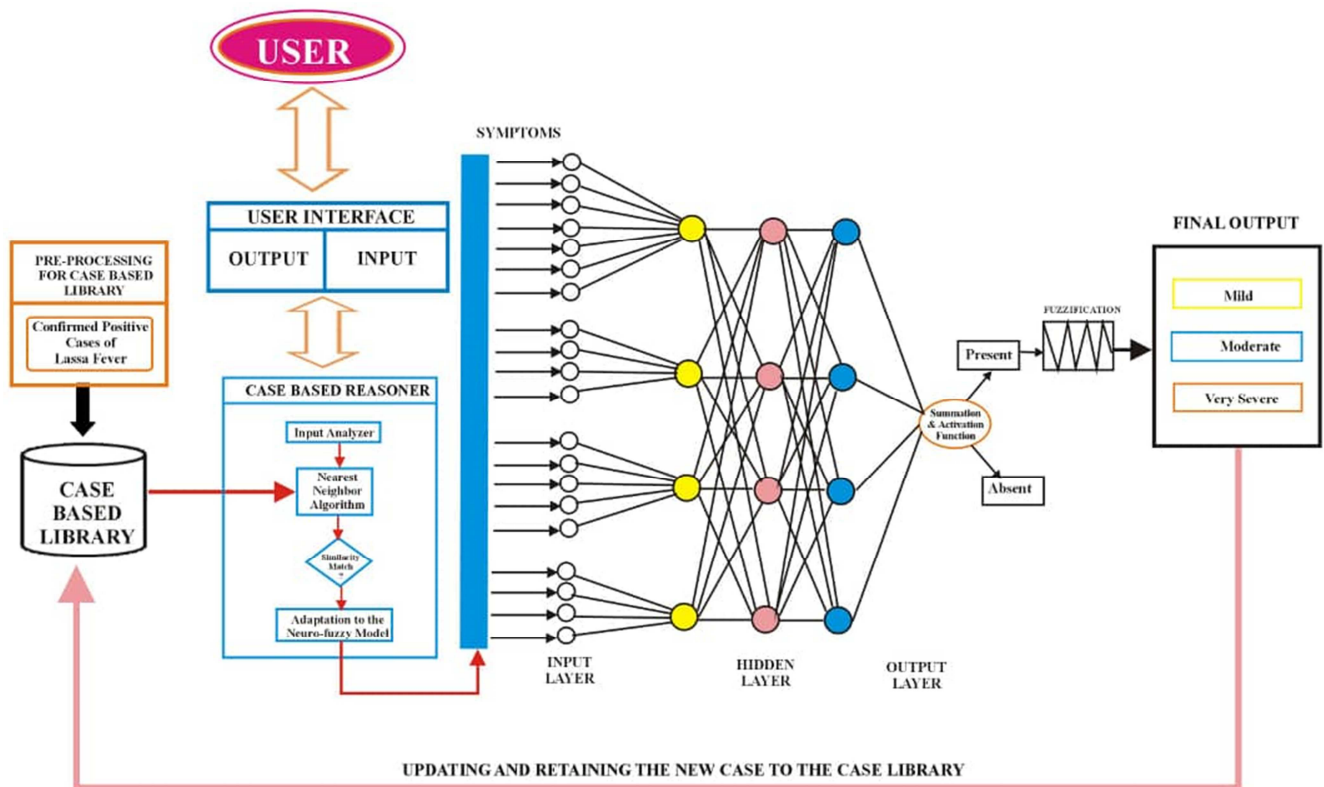 USER
SYMPTOMS
USER INTERFACE
OUTPUT
INPUT
PRE-PROCESSING
FOR CASE BASED
LIBRARY
Confirmed Positive
Cases of
Lassa Fever
CASE
BASED
LIBRARY
CASE BASED REASONER
Input Analyzer
Nearest
Neighbor
Algorithm
Similarity
Match
?
Adaptation to the
Neuro-fuzzy Model
INPUT
LAYER
HIDDEN
LAYER
OUTPUT
LAYER
Summation
& Activation
Function
Present
Absent
FUZZIFICATION
FINAL OUTPUT
Mild
Moderate
Very Severe
UPDATING AND RETAINING THE NEW CASE TO THE CASE LIBRARY